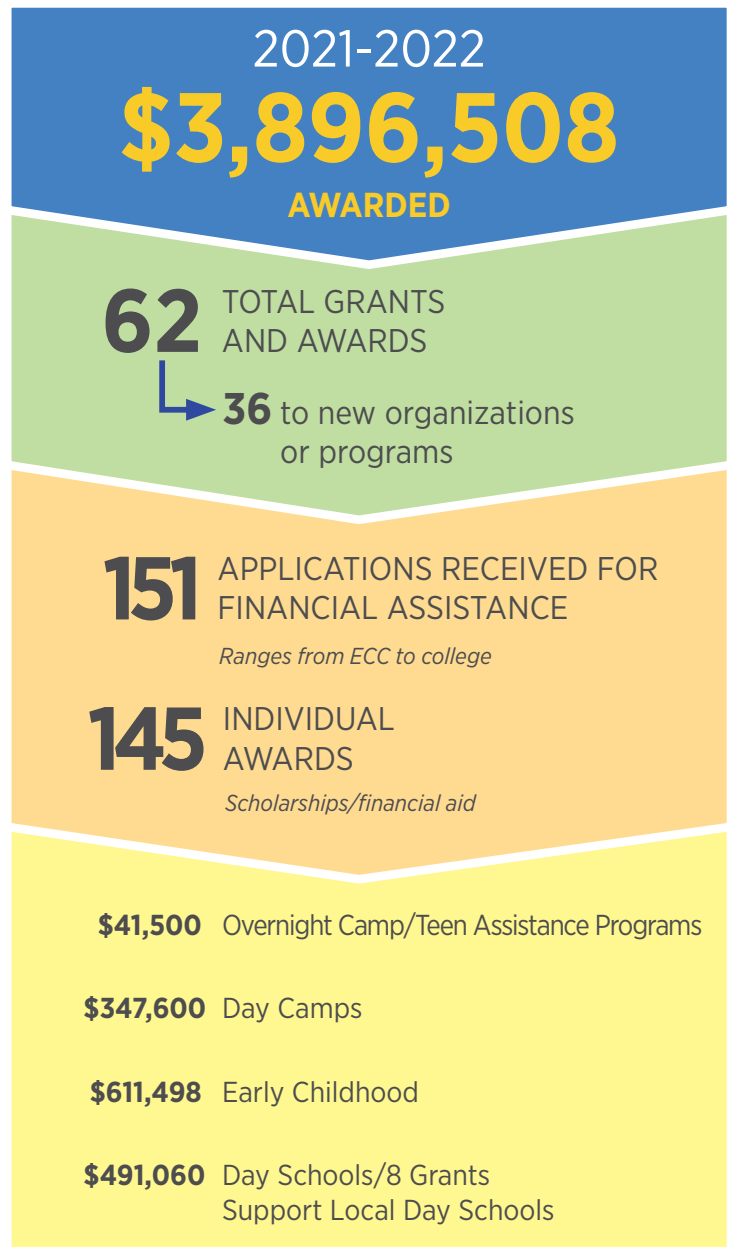 2021-2022
$3,896,508
AWARDED
62 TOTAL GRANTS
AND AWARDS
36 to new organizations
or programs
151 APPLICATIONS RECEIVED FOR
FINANCIAL ASSISTANCE
Ranges from ECC to college
145 INDIVIDUAL
AWARDS
Scholarships/financial aid
$41,500 Overnight Camp/Teen Assistance Programs
$347,600 Day Camps
$611,498 Early Childhood
$491,060 Day Schools/8 Grants
Support Local Day Schools